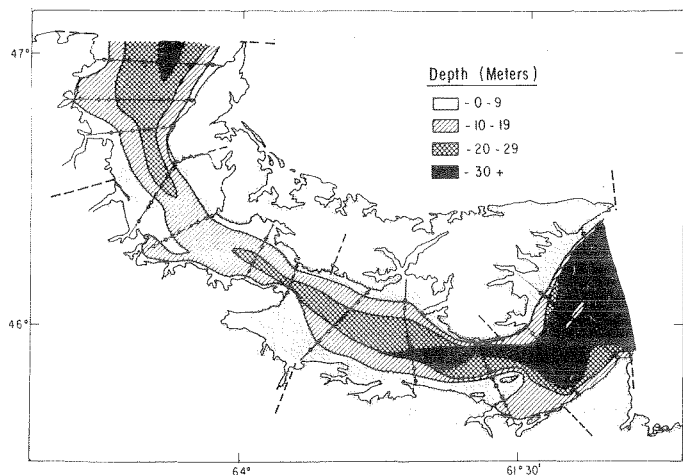 47°
46°
64°
61° 30'
Depth (Meters)
- 0 - 9
- 10 - 19
- 20 - 29
- 30 +